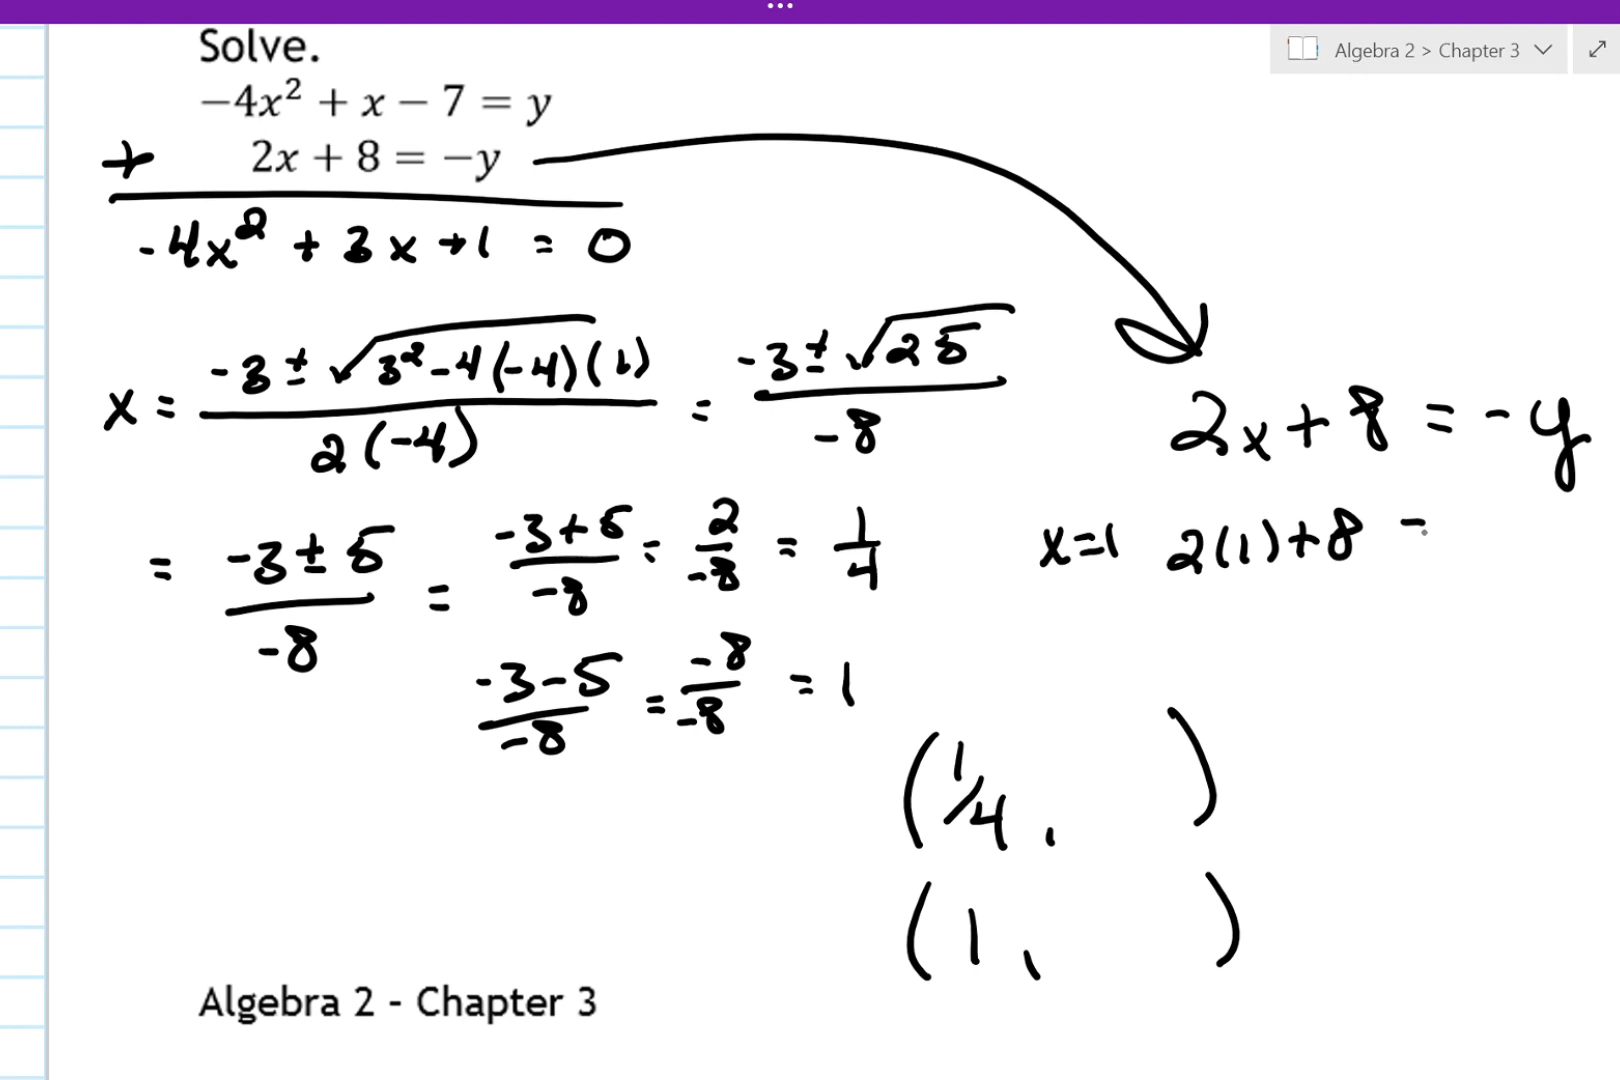 Algebra 2 > Chapter 3
Solve.
−4x² + x − 7 = y
+ 2x + 8 = −y
-4x² + 3x + 1 = 0
x = -3 ± √3² - 4(-4)(1) / 2(-4) = -3 ± √25 / -8
2x + 8 = -y
= -3 ± 5 / -8 = -3 + 5 / -8 = 2 / -8 = 1/4
x=1 2(1)+8 =
-3-5 / -8 = -8 / -8 = 1
(1/4, )
(1, )
Algebra 2 - Chapter 3